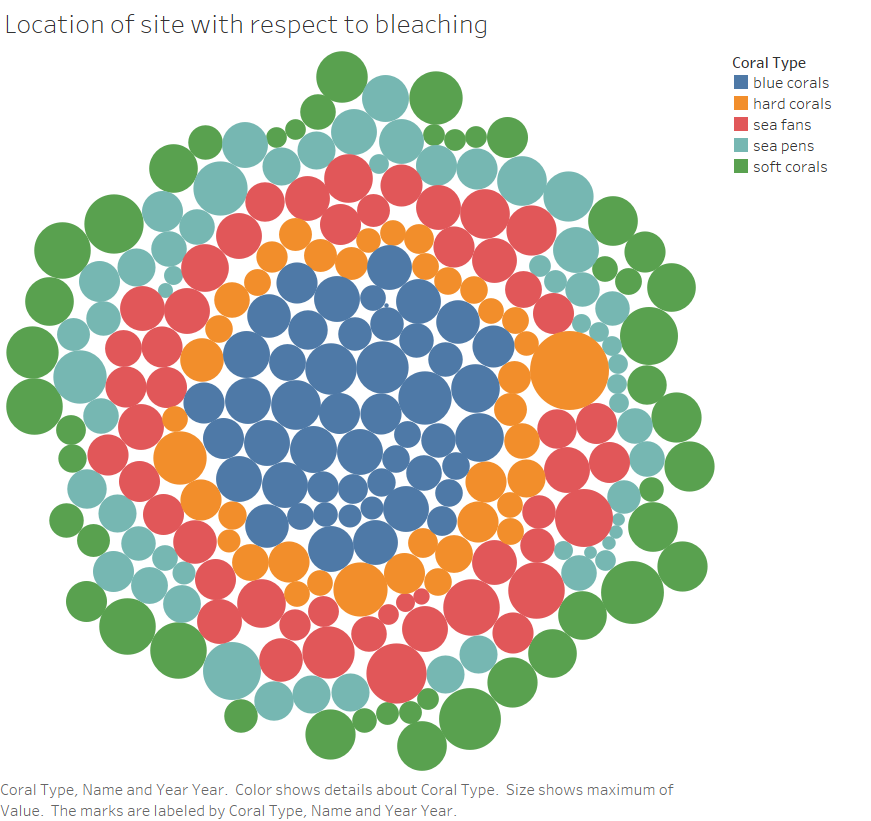 Location of site with respect to bleaching
Coral Type
blue corals
hard corals
sea fans
sea pens
soft corals
Coral Type, Name and Year Year. Color shows details about Coral Type. Size shows maximum of
Value. The marks are labeled by Coral Type, Name and Year Year.